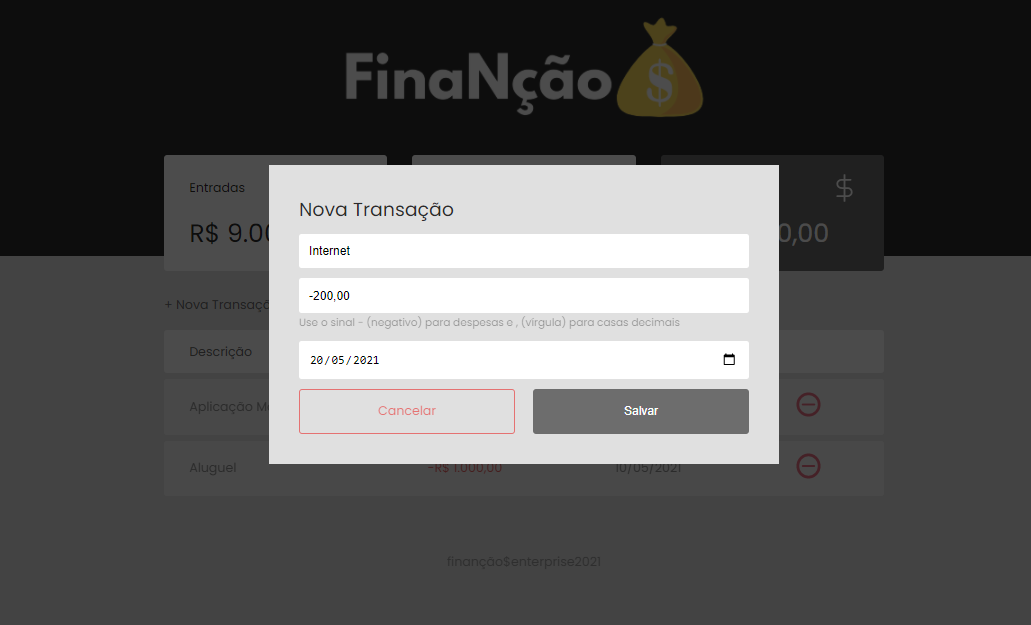 FinaNção
$
Entradas
R$ 9.00
0,00
Nova Transação
Internet
-200,00
Use o sinal - (negativo) para despesas e , (vírgula) para casas decimais
20/05/2021
Cancelar
Salvar
+ Nova Transaçã
Descrição
Aplicação M
Aluguel
-R$ 1.000,00
10/05/2021
finanção$enterprise2021